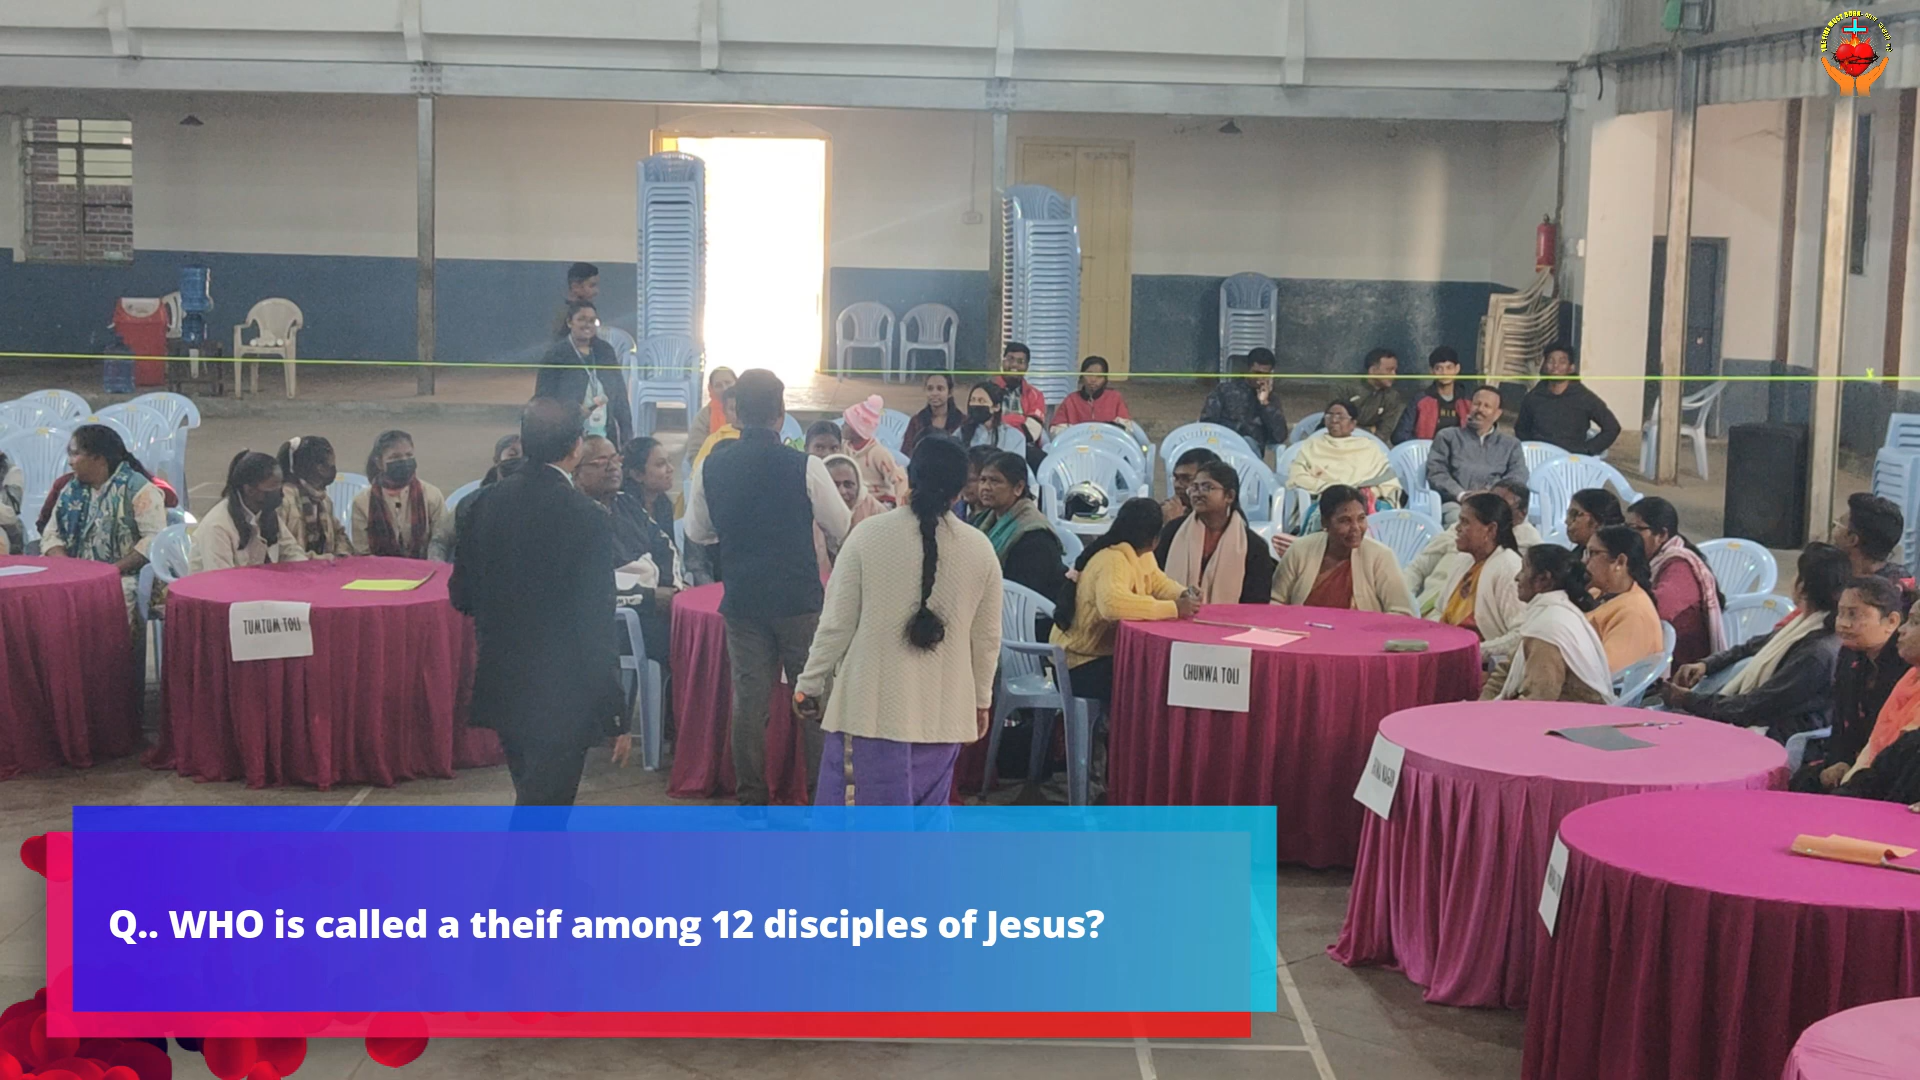 TUMTUM TOLI
CHUNWA TOLI
Q.. WHO is called a theif among 12 disciples of Jesus?